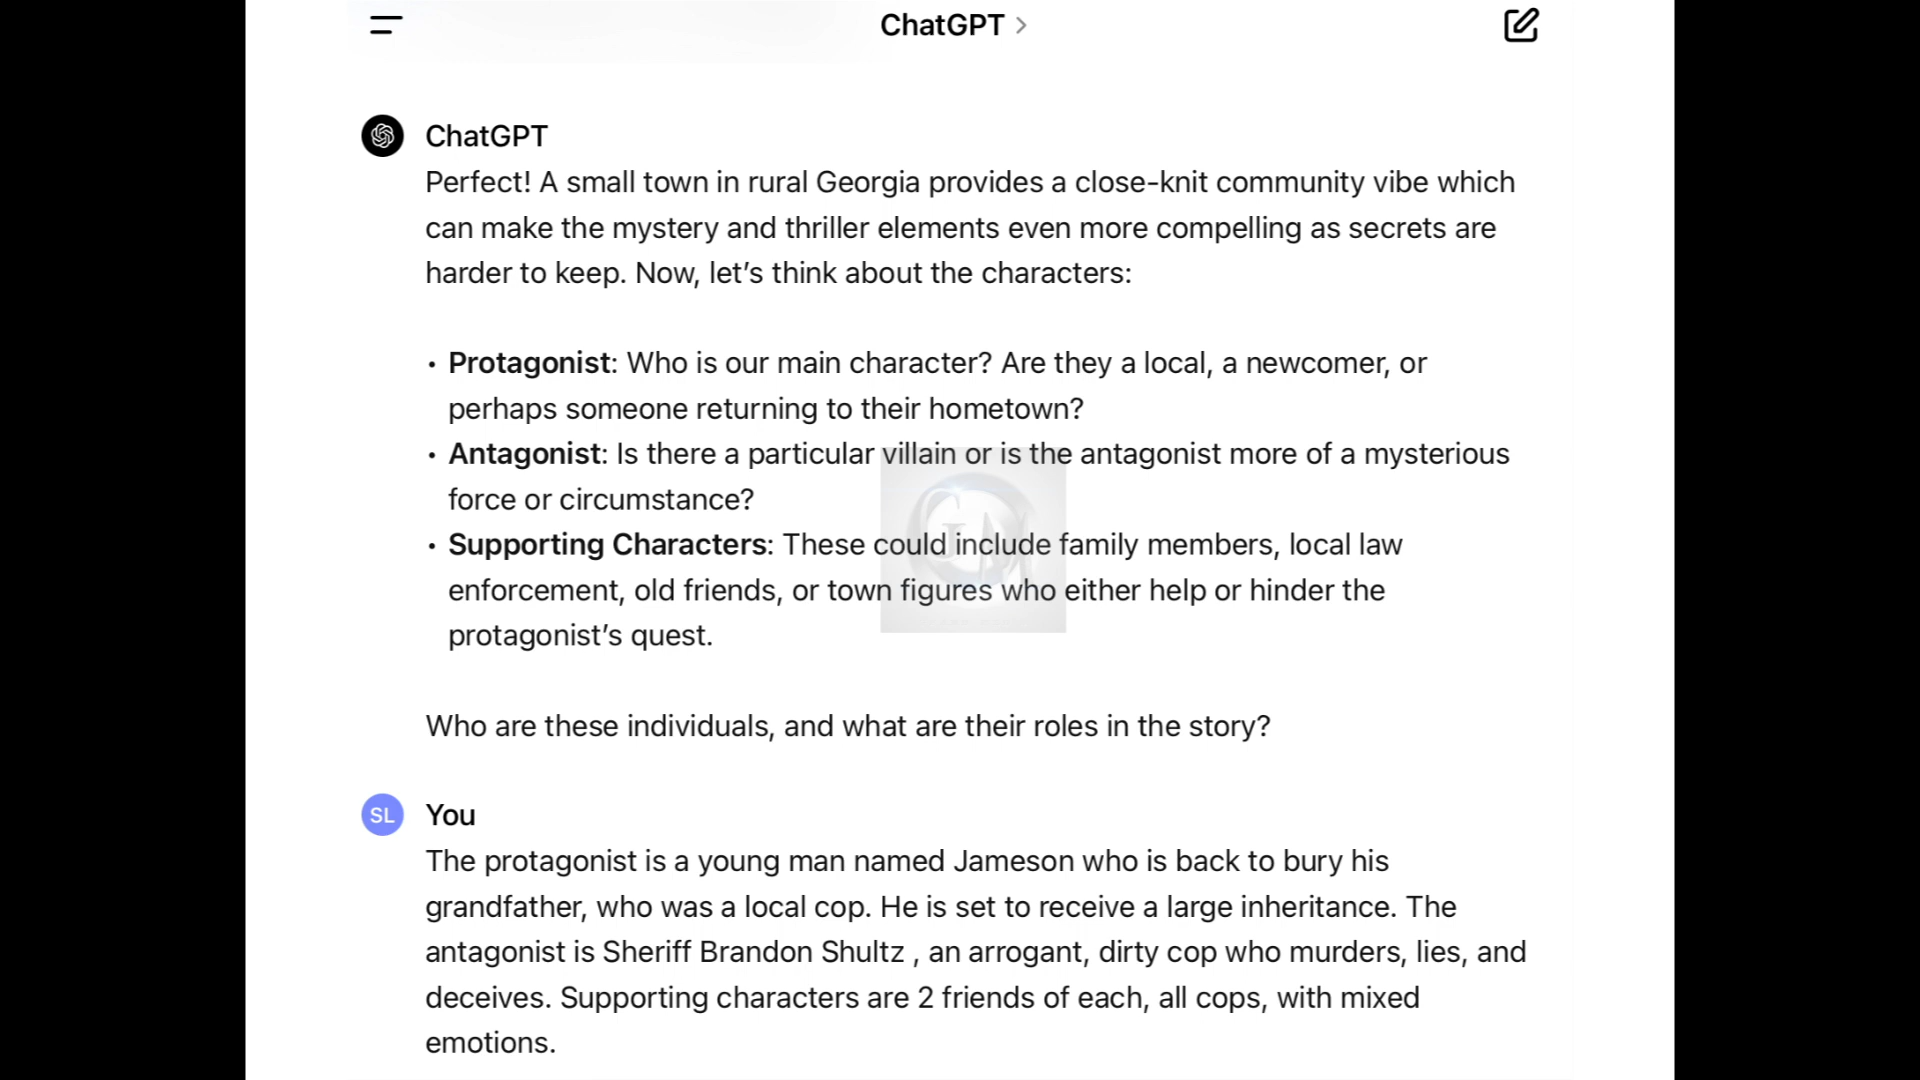 ChatGPT >
ChatGPT
Perfect! A small town in rural Georgia provides a close-knit community vibe which
can make the mystery and thriller elements even more compelling as secrets are
harder to keep. Now, let’s think about the characters:
• Protagonist: Who is our main character? Are they a local, a newcomer, or
perhaps someone returning to their hometown?
• Antagonist: Is there a particular villain or is the antagonist more of a mysterious
force or circumstance?
• Supporting Characters: These could include family members, local law
enforcement, old friends, or town figures who either help or hinder the
protagonist’s quest.
Who are these individuals, and what are their roles in the story?
SL You
The protagonist is a young man named Jameson who is back to bury his
grandfather, who was a local cop. He is set to receive a large inheritance. The
antagonist is Sheriff Brandon Shultz , an arrogant, dirty cop who murders, lies, and
deceives. Supporting characters are 2 friends of each, all cops, with mixed
emotions.